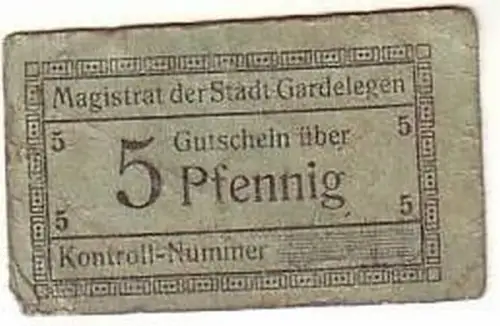 Magistrat der Stadt Gardelegen
5 5
Gutschein über
5 Pfennig
5 5
Kontroll-Nummer